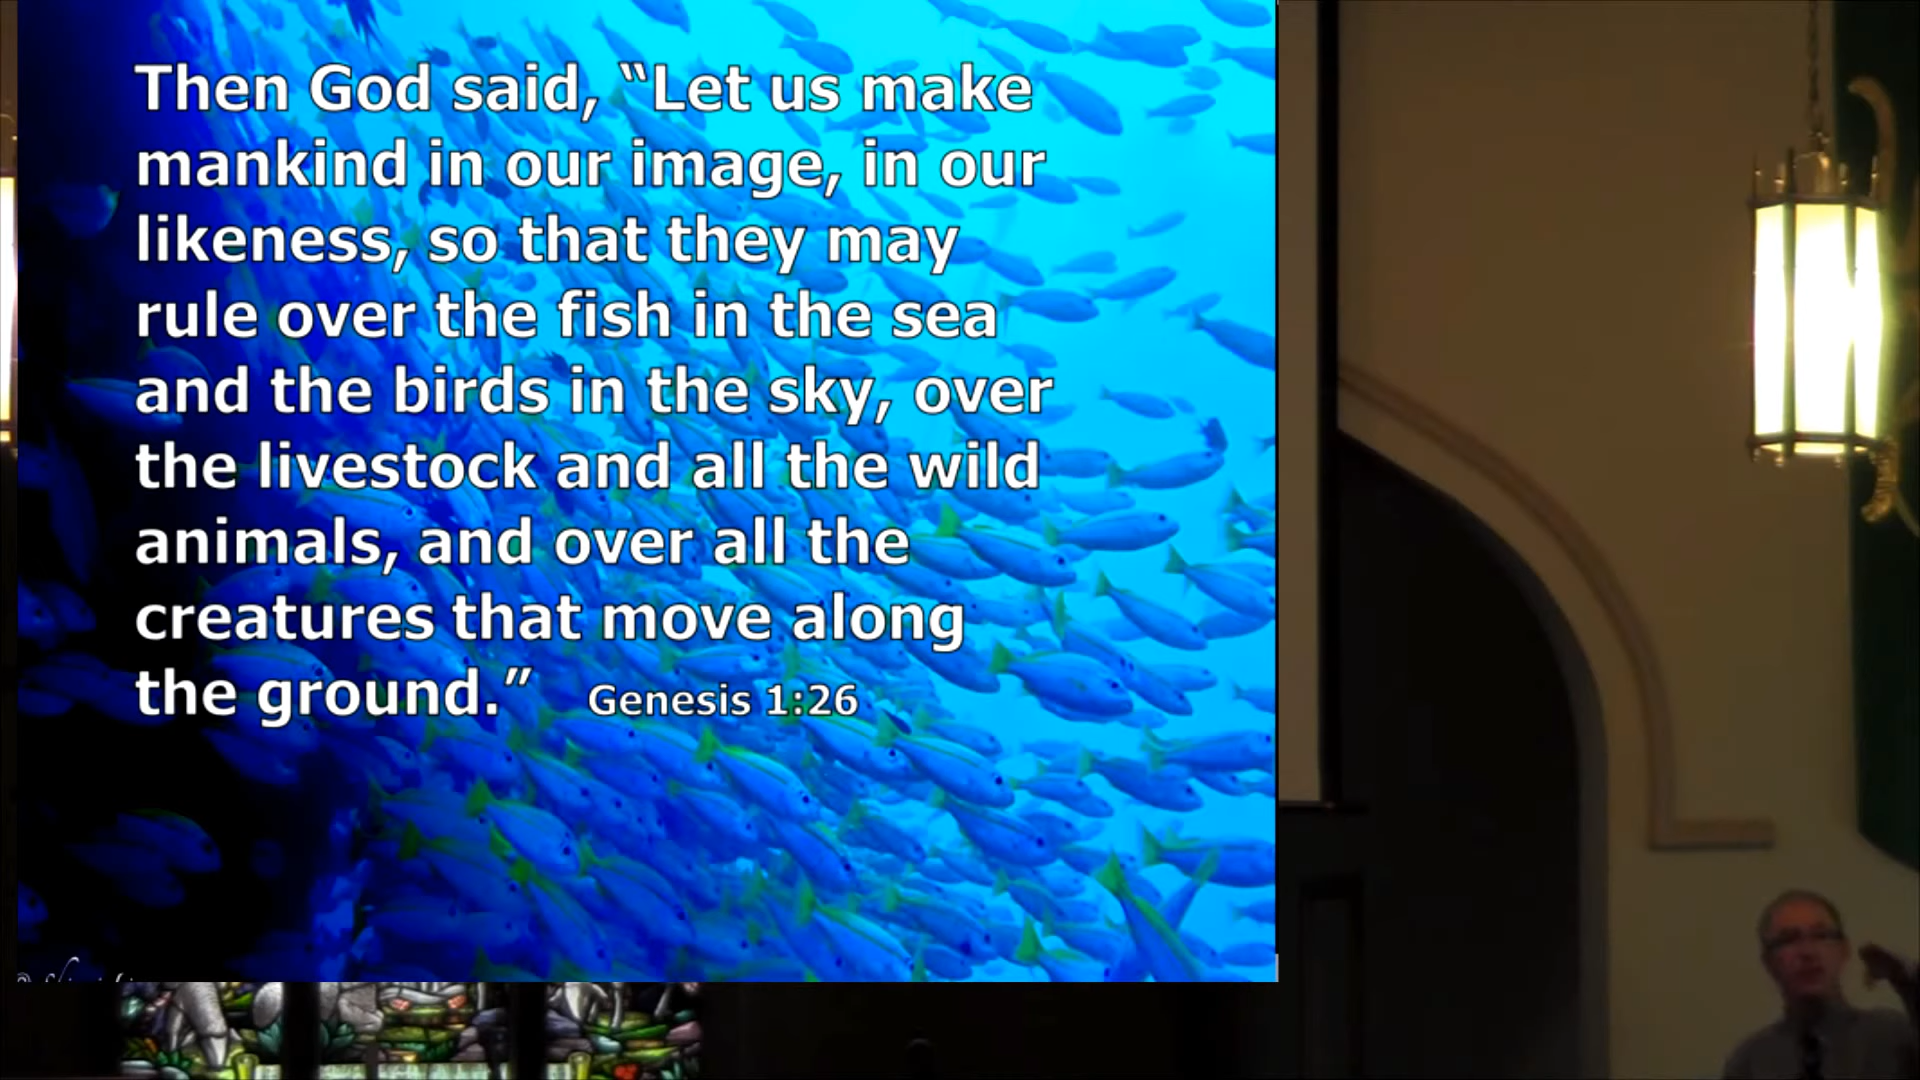 Then God said, “Let us make
mankind in our image, in our
likeness, so that they may
rule over the fish in the sea
and the birds in the sky, over
the livestock and all the wild
animals, and over all the
creatures that move along
the ground.” Genesis 1:26